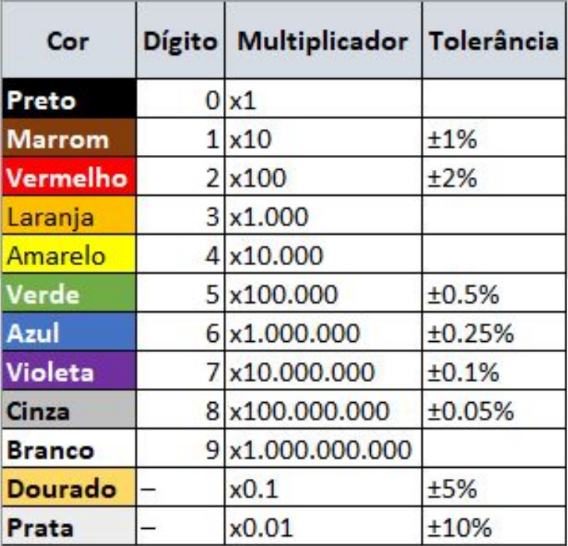 Cor Dígito Multiplicador Tolerância
Preto 0 x1
Marrom 1 x10 ±1%
Vermelho 2 x100 ±2%
Laranja 3 x1.000
Amarelo 4 x10.000
Verde 5 x100.000 ±0.5%
Azul 6 x1.000.000 ±0.25%
Violeta 7 x10.000.000 ±0.1%
Cinza 8 x100.000.000 ±0.05%
Branco 9 x1.000.000.000
Dourado – x0.1 ±5%
Prata – x0.01 ±10%